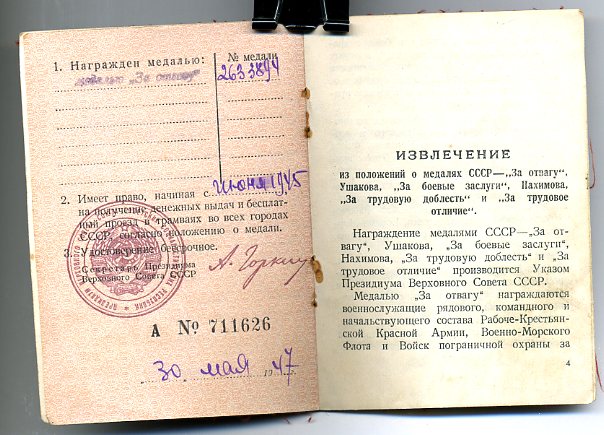 1. Награжден медалью:
№ медали
медалью „За отвагу"
2633894
2. Имеет право, начиная с июня 1945
на получение денежных выдач и бесплат-
ный проезд в трамваях во всех городах
СССР, согласно положению о медали.
3. Удостоверение бессрочное.
Секретарь Президиума
Верховного Совета СССР
А. Горкин
А № 711626
30 мая 1947
ИЗВЛЕЧЕНИЕ
из положений о медалях СССР—„За отвагу",
Ушакова, „За боевые заслуги", Нахимова,
„За трудовую доблесть" и „За трудовое
отличие".
Награждение медалями СССР—„За от-
вагу", Ушакова, „За боевые заслуги",
Нахимова, „За трудовую доблесть" и „За
трудовое отличие" производится Указом
Президиума Верховного Совета СССР.
Медалью „За отвагу" награждаются
военнослужащие рядового, командного и
начальствующего состава Рабоче-Крестьян-
ской Красной Армии, Военно-Морского
Флота и Войск пограничной охраны за
4